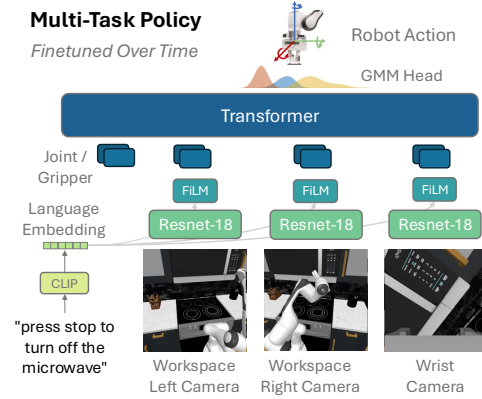 Multi-Task Policy
Finetuned Over Time
Robot Action
GMM Head
Transformer
Joint /
Gripper
FiLM
FiLM
FiLM
Language
Embedding
Resnet-18
Resnet-18
Resnet-18
CLIP
"press stop to
turn off the
microwave"
Workspace
Left Camera
Workspace
Right Camera
Wrist
Camera